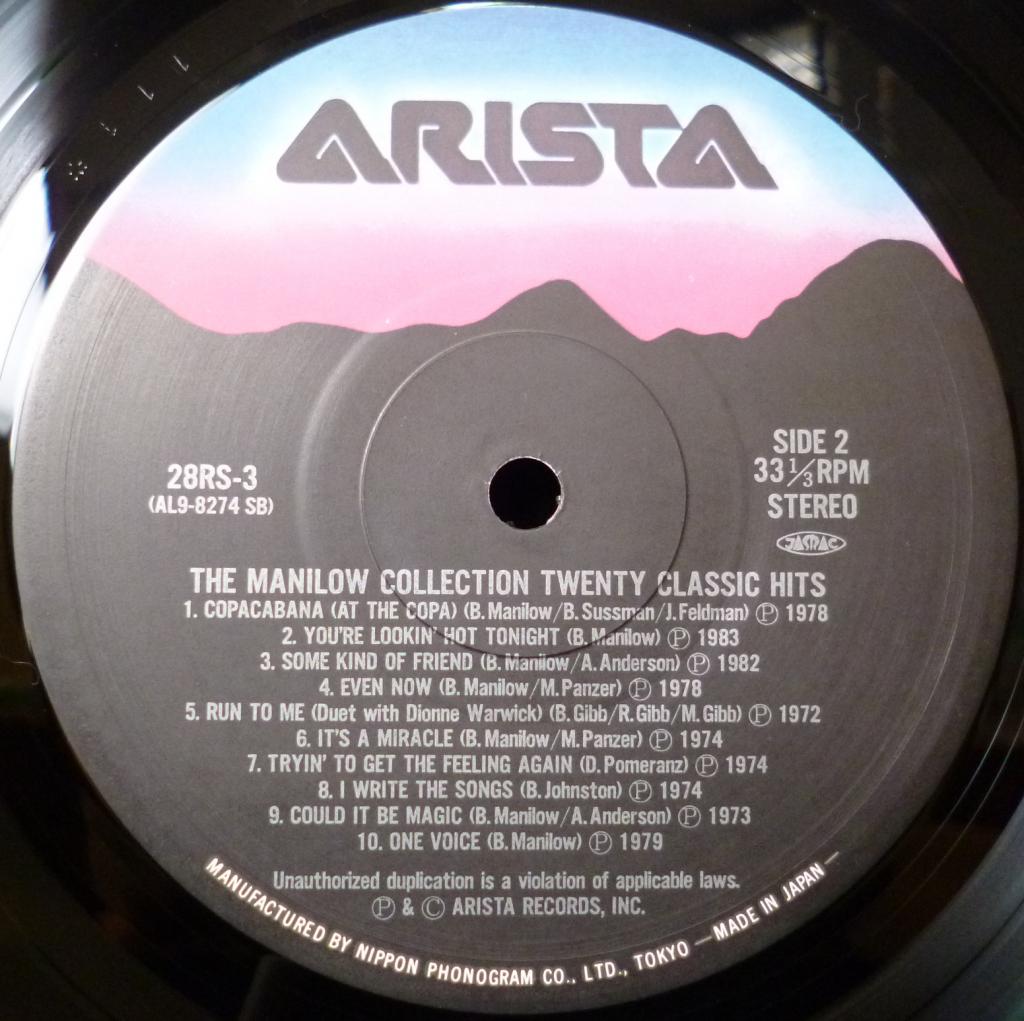 ARISTA
28RS-3
(AL9-8274 SB)
SIDE 2
33 1/3 RPM
STEREO
JASRAC
THE MANILOW COLLECTION TWENTY CLASSIC HITS
1. COPACABANA (AT THE COPA) (B. Manilow/B. Sussman/J. Feldman) Ⓟ 1978
2. YOU'RE LOOKIN' HOT TONIGHT (B. Manilow) Ⓟ 1983
3. SOME KIND OF FRIEND (B. Manilow/A. Anderson) Ⓟ 1982
4. EVEN NOW (B. Manilow/M. Panzer) Ⓟ 1978
5. RUN TO ME (Duet with Dionne Warwick) (B. Gibb/R. Gibb/M. Gibb) Ⓟ 1972
6. IT'S A MIRACLE (B. Manilow/M. Panzer) Ⓟ 1974
7. TRYIN' TO GET THE FEELING AGAIN (D. Pomeranz) Ⓟ 1974
8. I WRITE THE SONGS (B. Johnston) Ⓟ 1974
9. COULD IT BE MAGIC (B. Manilow/A. Anderson) Ⓟ 1973
10. ONE VOICE (B. Manilow) Ⓟ 1979
Unauthorized duplication is a violation of applicable laws.
Ⓟ & Ⓒ ARISTA RECORDS, INC.
MANUFACTURED BY NIPPON PHONOGRAM CO., LTD., TOKYO — MADE IN JAPAN —